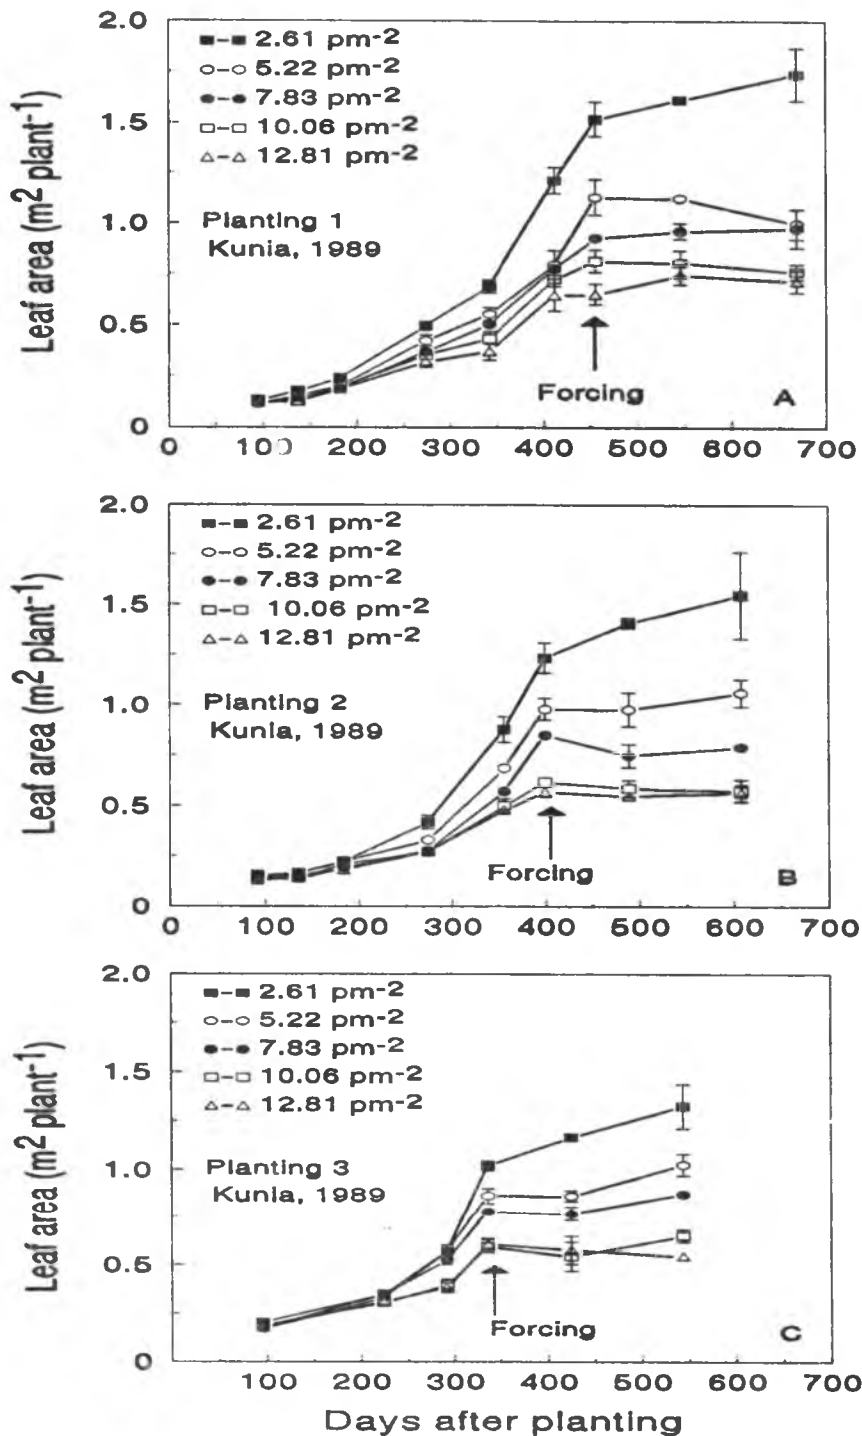 2.0
1.5
1.0
0.5
0
Leaf area (m2 plant-1)
2.61 pm-2
5.22 pm-2
7.83 pm-2
10.06 pm-2
12.81 pm-2
Planting 1
Kunia, 1989
Forcing
A
0 100 200 300 400 500 600 700
2.0
1.5
1.0
0.5
0
Leaf area (m2 plant-1)
2.61 pm-2
5.22 pm-2
7.83 pm-2
10.06 pm-2
12.81 pm-2
Planting 2
Kunia, 1989
Forcing
B
0 100 200 300 400 500 600 700
2.0
1.5
1.0
0.5
0
Leaf area (m2 plant-1)
2.61 pm-2
5.22 pm-2
7.83 pm-2
10.06 pm-2
12.81 pm-2
Planting 3
Kunia, 1989
Forcing
C
100 200 300 400 500 600 700
Days after planting